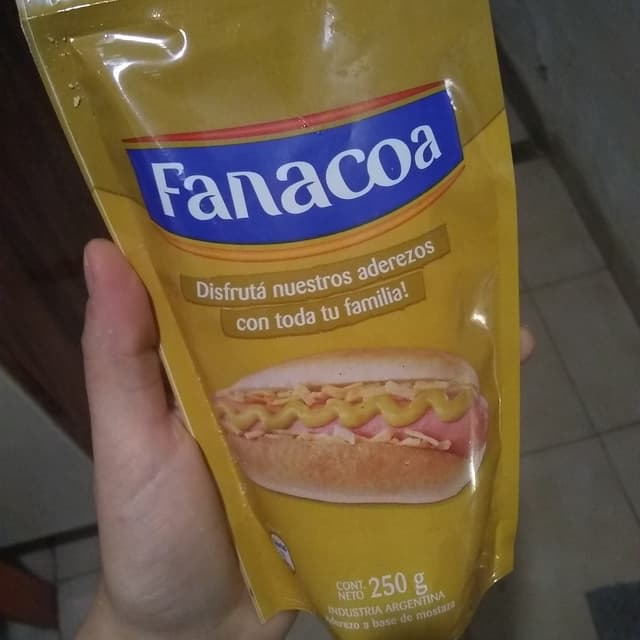 Fanacoa
Disfrutá nuestros aderezos
con toda tu familia!
CONT.
NETO 250 g
INDUSTRIA ARGENTINA
aderezo a base de mostaza